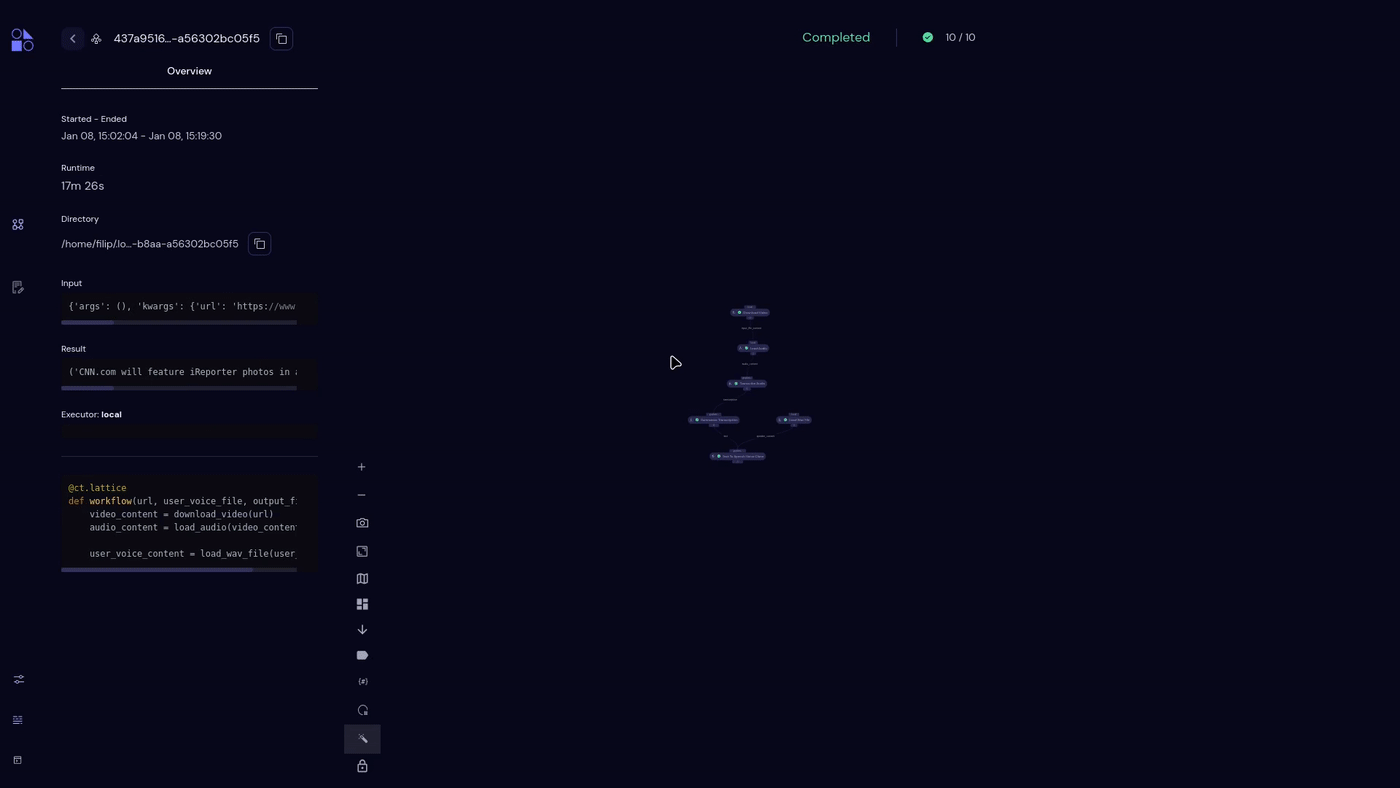 437a9516...-a56302bc05f5
Completed
10 / 10
Overview
Started - Ended
Jan 08, 15:02:04 - Jan 08, 15:19:30
Runtime
17m 26s
Directory
/home/filip/.lo...-b8aa-a56302bc05f5
Input
{'args': (), 'kwargs': {'url': 'https://www
Result
('CNN.com will feature iReporter photos in
Executor: local
@ct.lattice
def workflow(url, user_voice_file, output_f
video_content = download_video(url)
audio_content = load_audio(video_content
user_voice_content = load_wav_file(user_
{#}